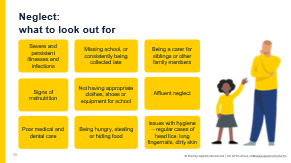 Neglect:
what to look out for
Severe and
persistent
illnesses and
infections
Missing school, or
consistently being
collected late
Being a carer for
siblings or other
family members
Signs of
malnutrition
Not having appropriate
clothes, shoes or
equipment for school
Affluent neglect
Poor medical and
dental care
Being hungry, stealing
or hiding food
Issues with hygiene
- regular cases of
head lice, long
fingernails, dirty skin